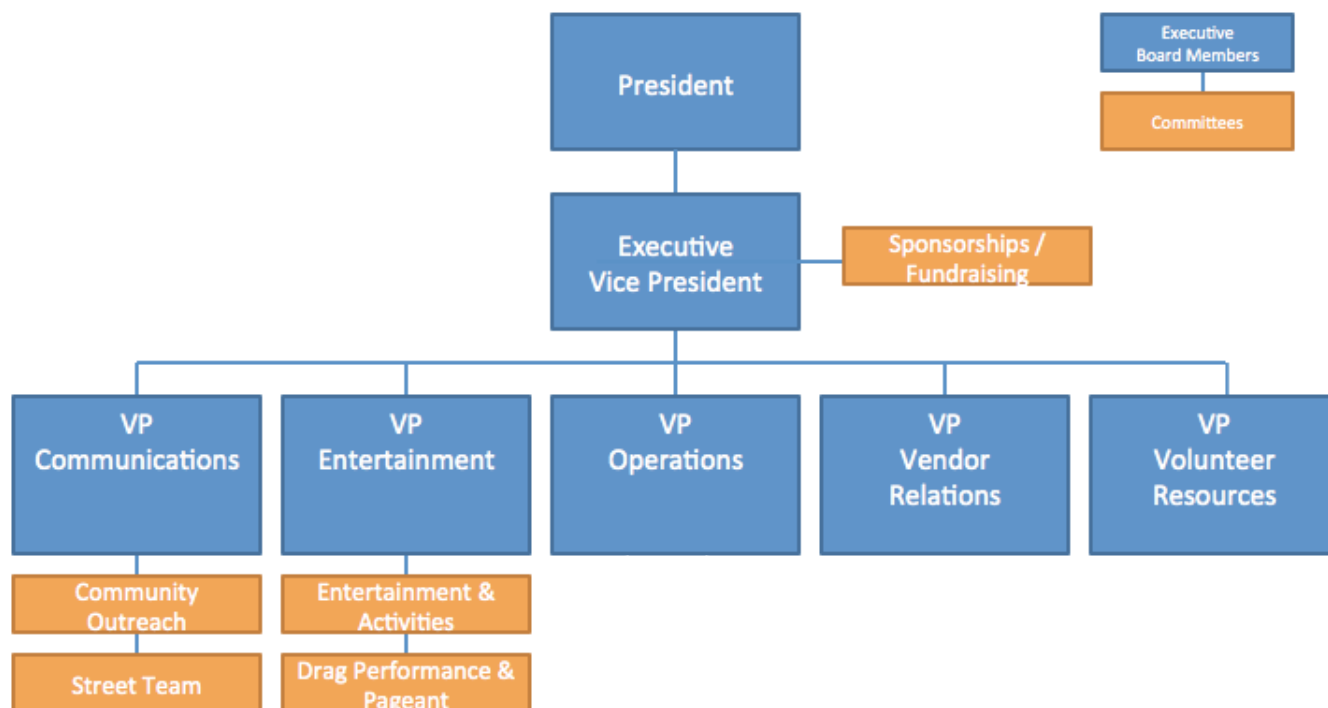 President
Executive
Board Members
Committees
Executive
Vice President
Sponsorships /
Fundraising
VP
Communications
VP
Entertainment
VP
Operations
VP
Vendor
Relations
VP
Volunteer
Resources
Community
Outreach
Entertainment &
Activities
Street Team
Drag Performance &
Pageant